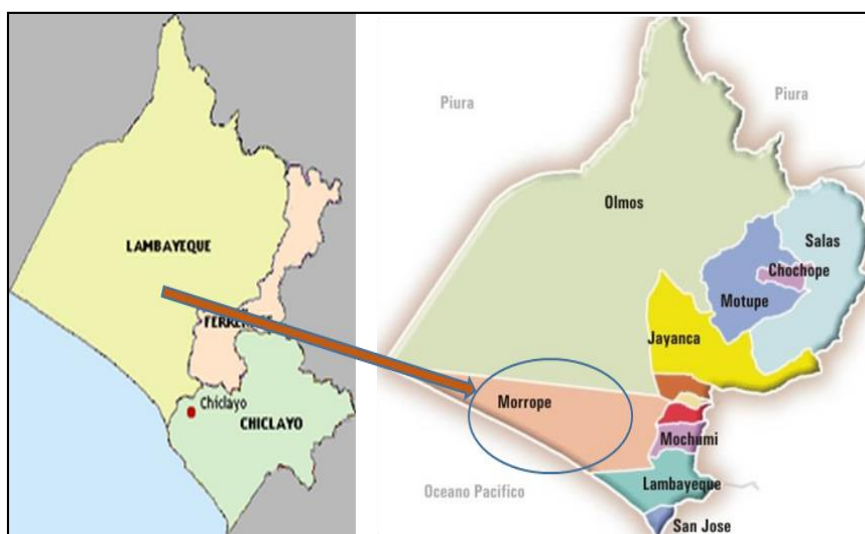 LAMBAYEQUE
Chiclayo
CHICLAYO
Piura
Piura
Olmos
Salas
Chochope
Motupe
Jayanca
Morrope
Mochumi
Lambayeque
Oceano Pacifico
San Jose